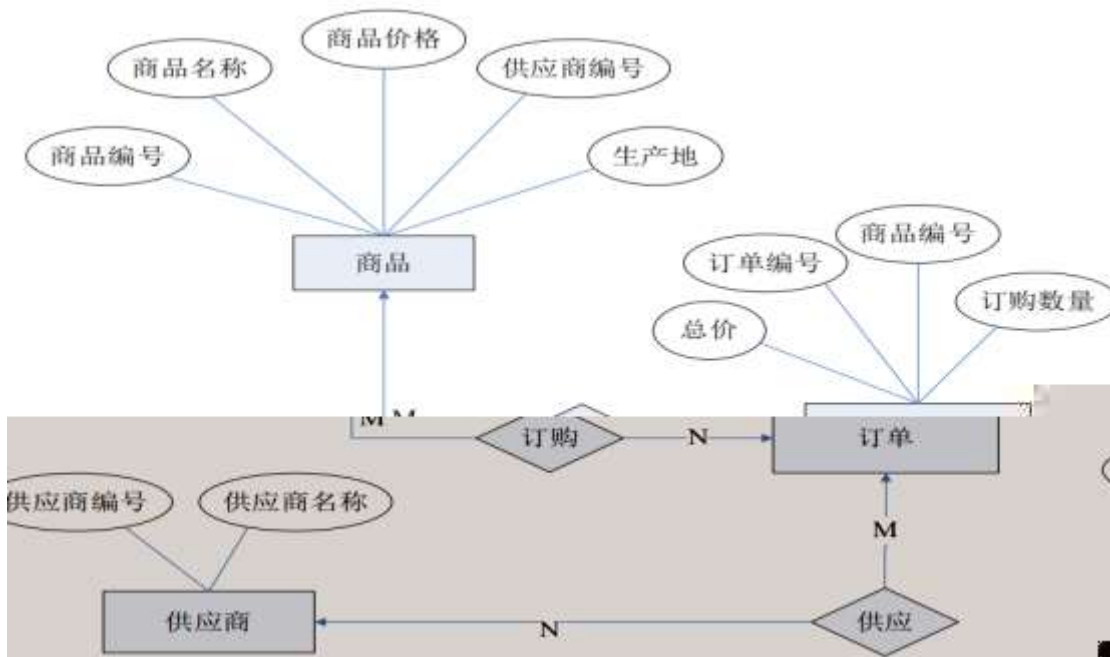 商品价格
商品名称
供应商编号
商品编号
生产地
商品
商品编号
订单编号
订购数量
总价
M
订购
N
订单
供应商编号
供应商名称
M
供应商
N
供应